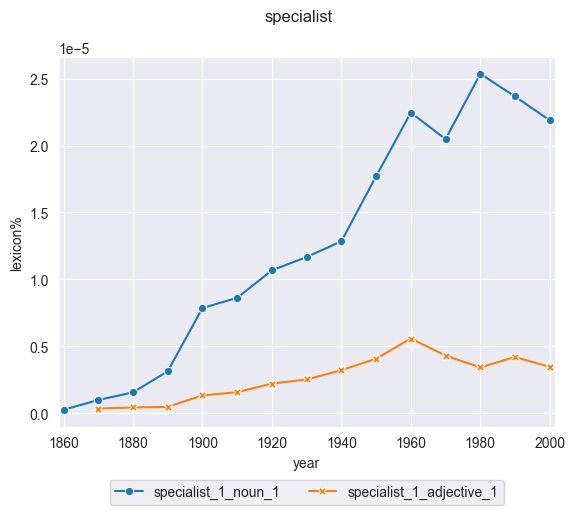 specialist
1e−5
2.5
2.0
1.5
1.0
0.5
0.0
lexicon%
1860 1880 1900 1920 1940 1960 1980 2000
year
specialist_1_noun_1 specialist_1_adjective_1